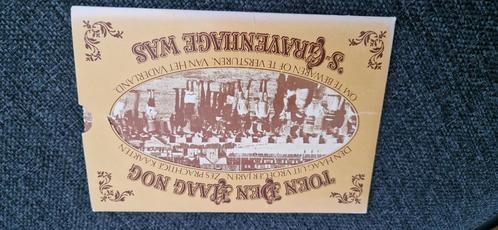 TOEN DEN HAAG NOG
DEN HAAG UIT VROEGER JAREN. ZES PRACHTIGE KAARTEN
OM TE BEWAREN OF TE VERSTUREN. VAN HET VADERLAND
'S-GRAVENHAGE WAS